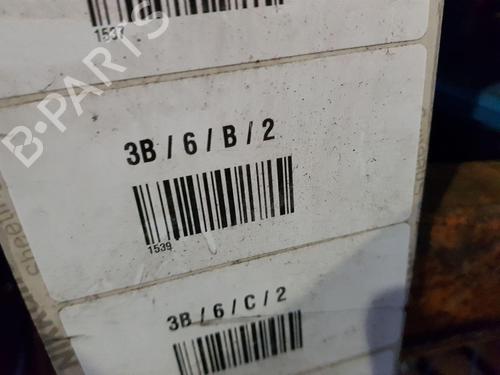 1537
B-PARTS
3B / 6 / B / 2
1539
3B / 6 / C / 2